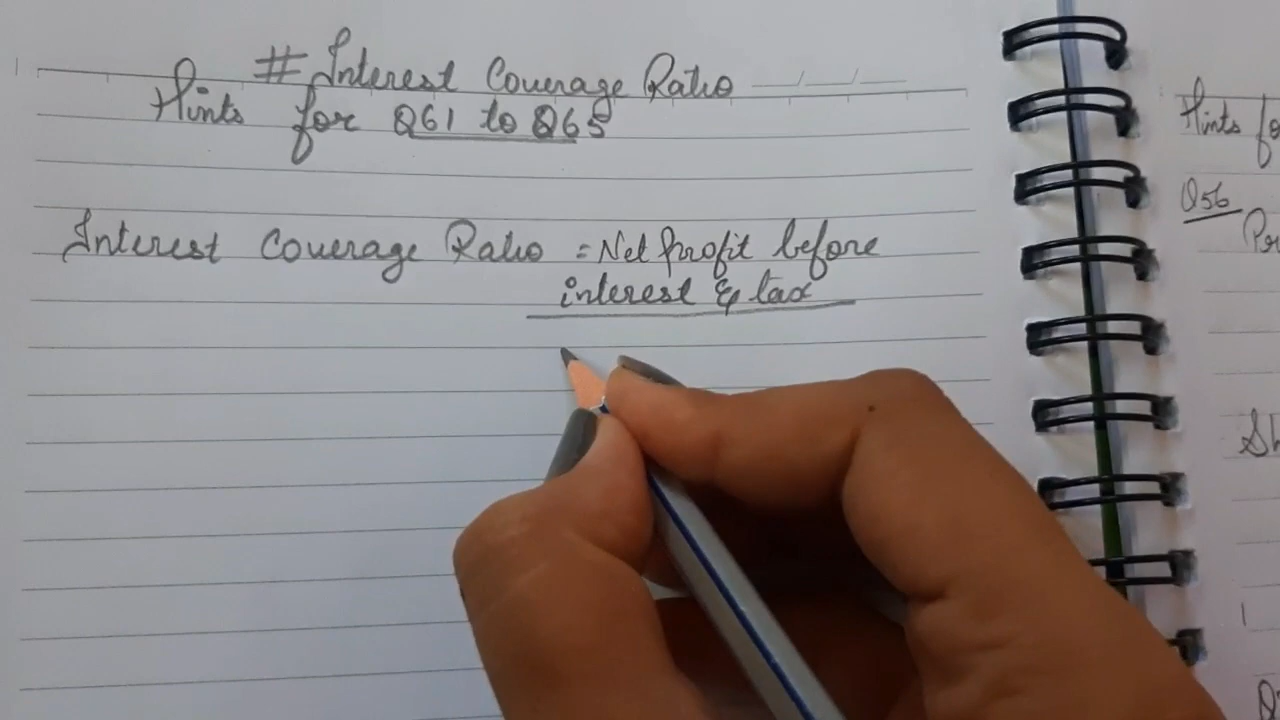 # Interest Coverage Ratio
Hints for Q61 to Q65
Interest Coverage Ratio = Net Profit before
interest & tax
Hints fo
Q56
Pr
Sh